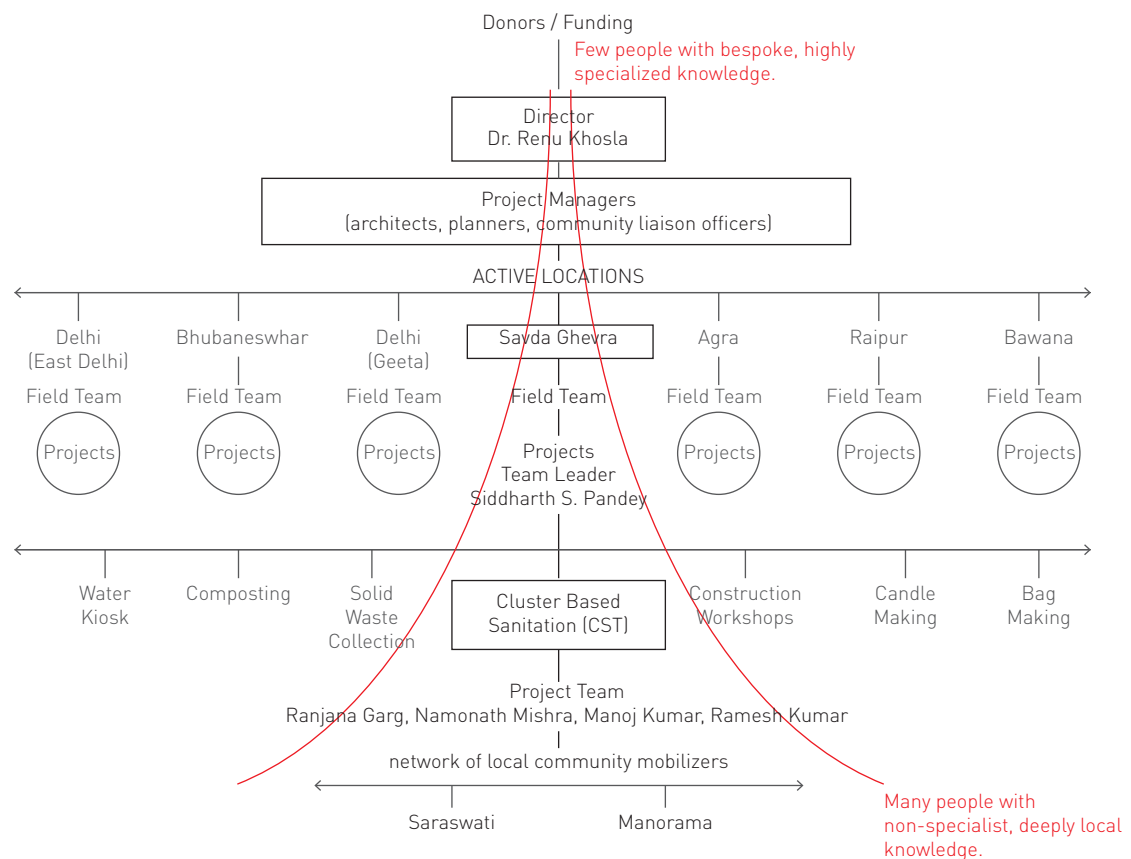 Donors / Funding
Few people with bespoke, highly
specialized knowledge.
Director
Dr. Renu Khosla
Project Managers
(architects, planners, community liaison officers)
ACTIVE LOCATIONS
Delhi
(East Delhi)
Bhubaneswhar
Delhi
(Geeta)
Savda Ghevra
Agra
Raipur
Bawana
Field Team
Field Team
Field Team
Field Team
Field Team
Field Team
Field Team
Projects
Projects
Projects
Projects
Team Leader
Siddharth S. Pandey
Projects
Projects
Projects
Water
Kiosk
Composting
Solid
Waste
Collection
Cluster Based
Sanitation (CST)
Construction
Workshops
Candle
Making
Bag
Making
Project Team
Ranjana Garg, Namonath Mishra, Manoj Kumar, Ramesh Kumar
network of local community mobilizers
Saraswati
Manorama
Many people with
non-specialist, deeply local
knowledge.